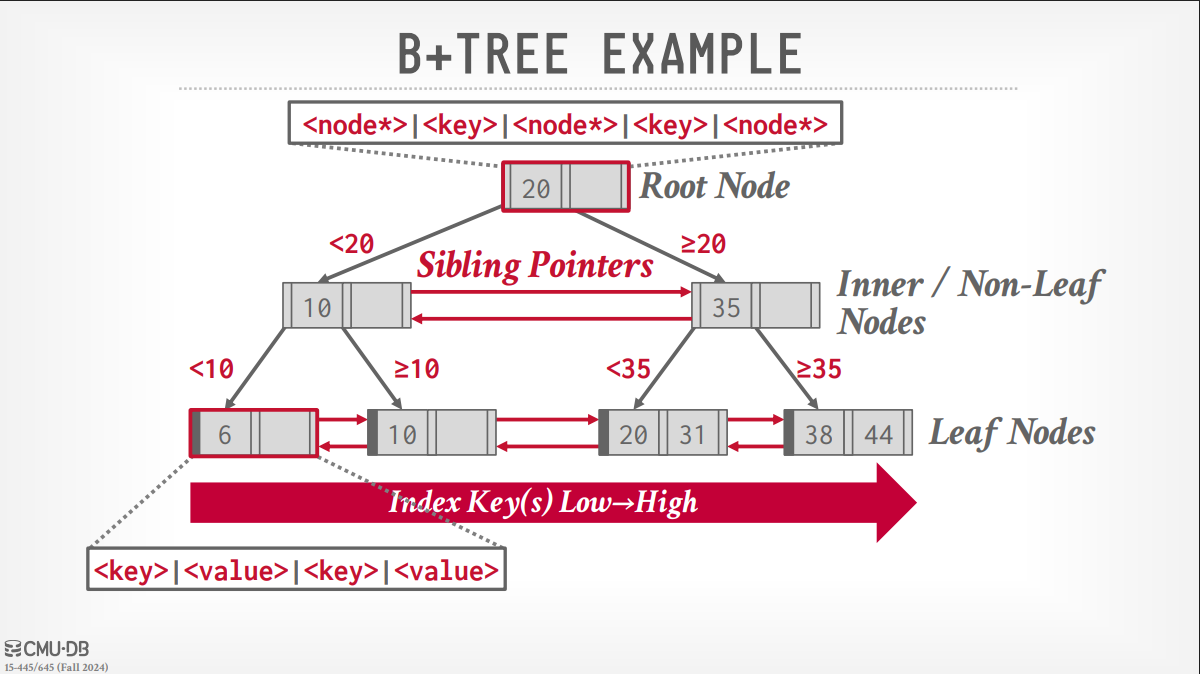 B+TREE EXAMPLE
<node*>|<key>|<node*>|<key>|<node*>
20
Root Node
<20
≥20
Sibling Pointers
10
35
Inner / Non-Leaf
Nodes
<10
≥10
<35
≥35
6
10
20 31
38 44
Leaf Nodes
Index Key(s) Low→High
<key>|<value>|<key>|<value>
CMU·DB
15-445/645 (Fall 2024)